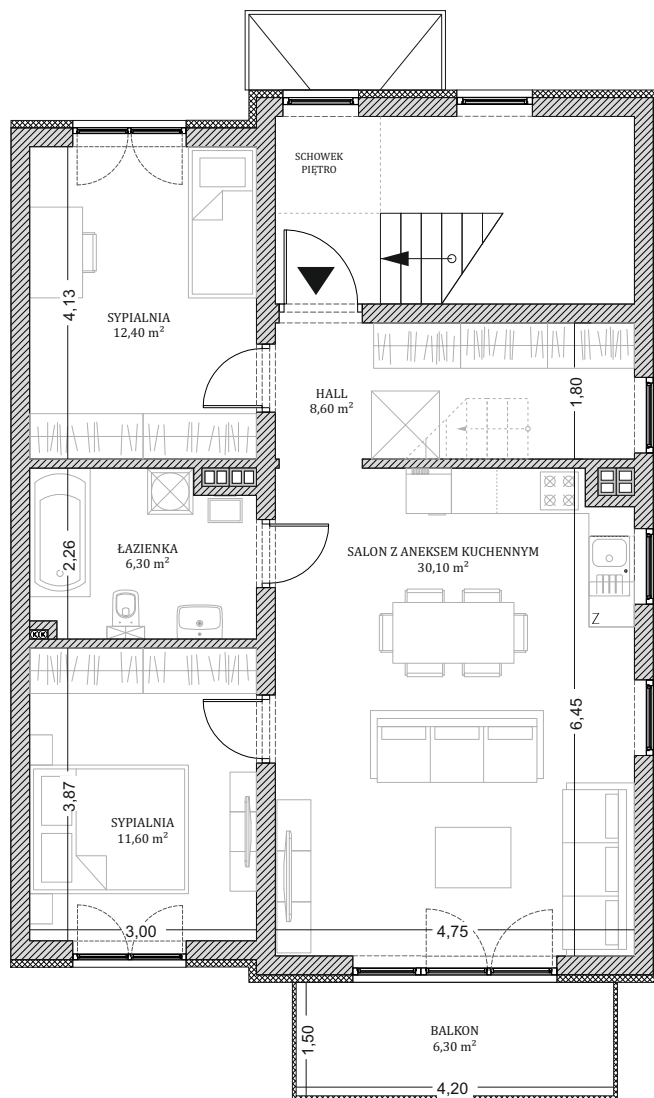 SCHOWEK
PIĘTRO
4,13
SYPIALNIA
12,40 m²
HALL
8,60 m²
1,80
2,26
ŁAZIENKA
6,30 m²
SALON Z ANEKSEM KUCHENNYM
30,10 m²
Z
6,45
3,87
SYPIALNIA
11,60 m²
3,00
4,75
1,50
BALKON
6,30 m²
4,20